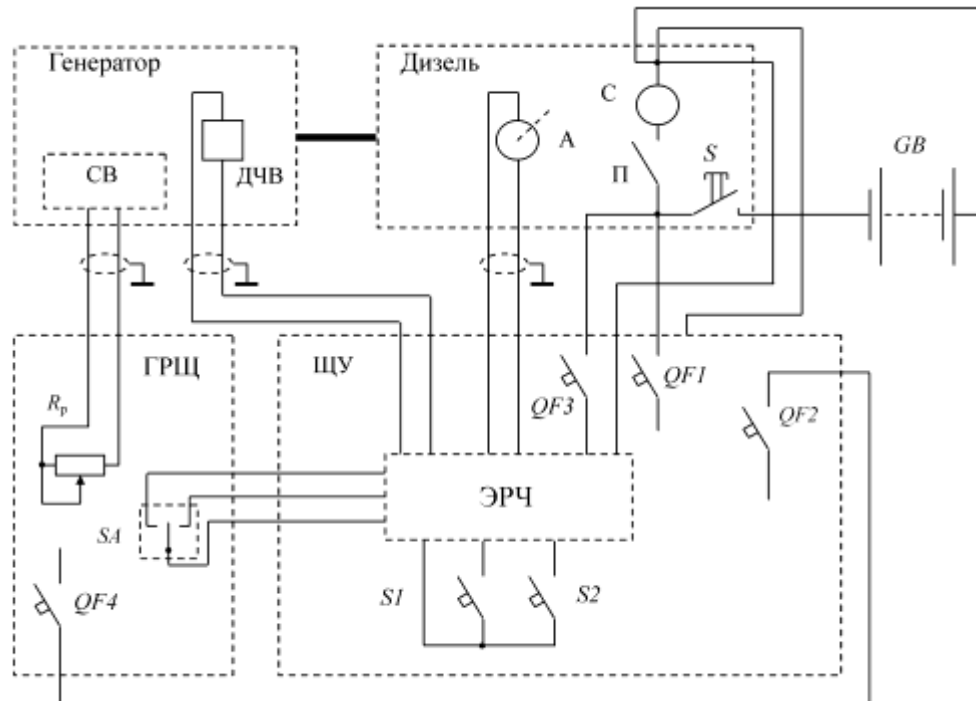 Генератор
Дизель
С
А
П
S
GB
СВ
ДЧВ
ГРЩ
ЩУ
Rр
QF3
QF1
QF2
ЭРЧ
SA
QF4
S1
S2